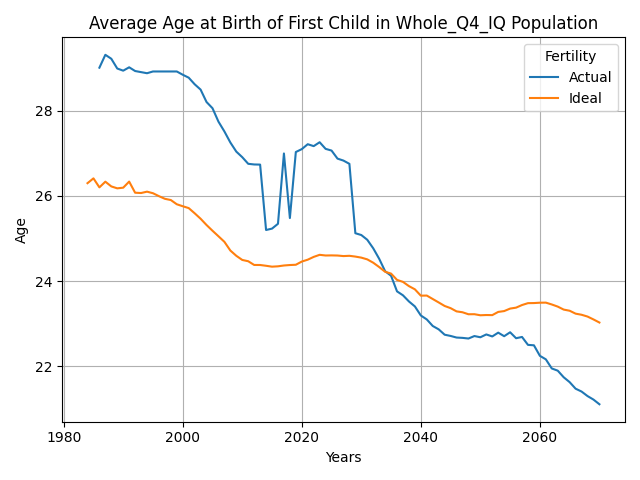 Average Age at Birth of First Child in Whole_Q4_IQ Population
Fertility
Actual
Ideal
Age
28
26
24
22
1980
2000
2020
2040
2060
Years